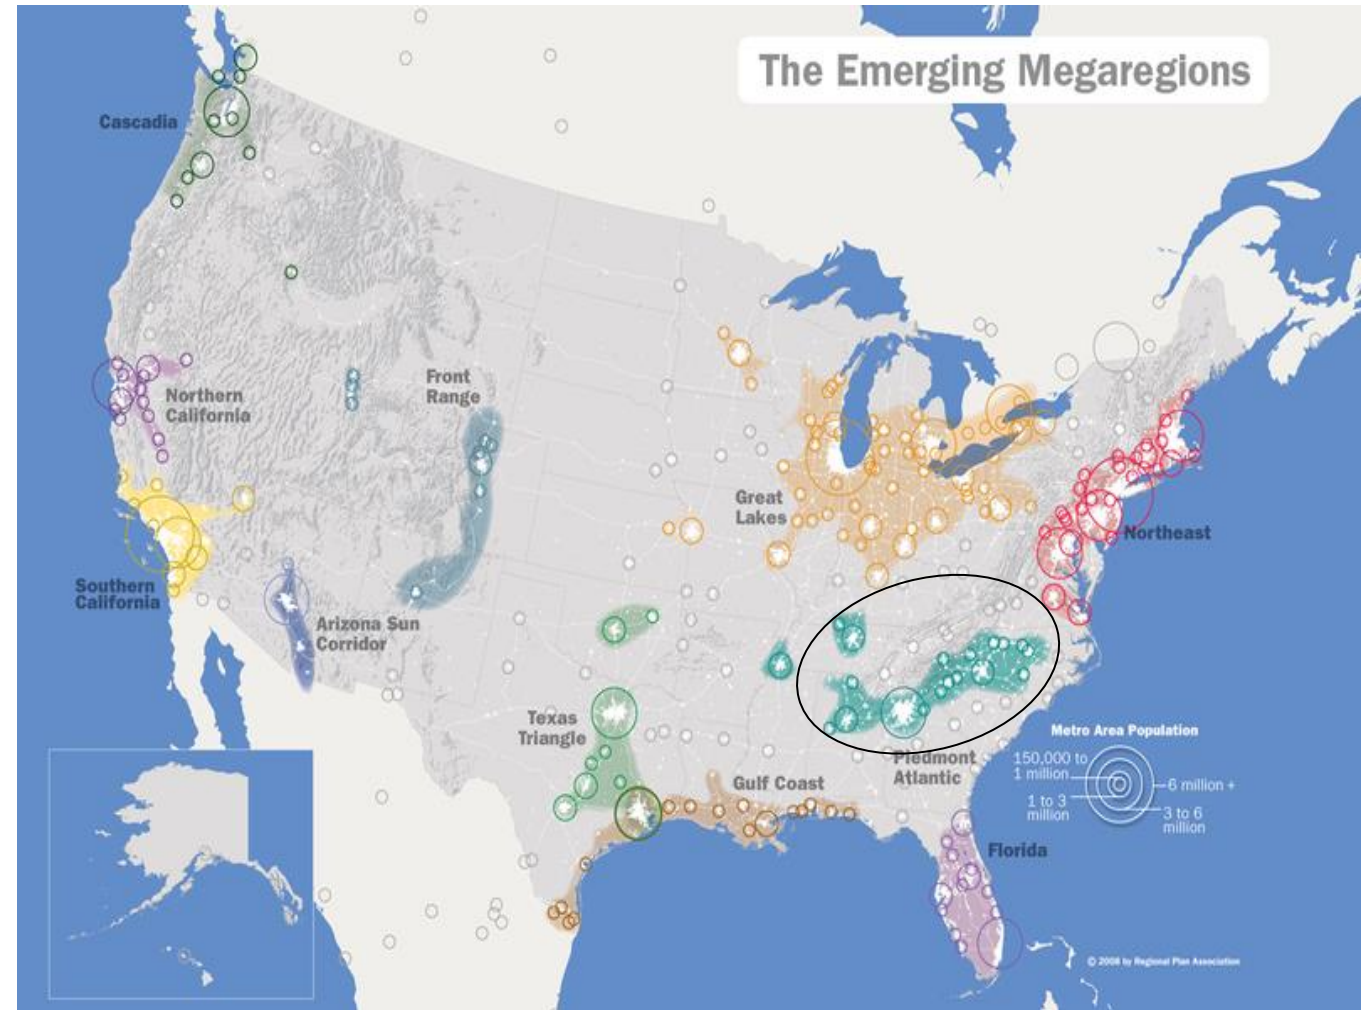 The Emerging Megaregions
Cascadia
Northern
California
Front
Range
Great
Lakes
Northeast
Southern
California
Arizona Sun
Corridor
Texas
Triangle
Gulf Coast
Piedmont
Atlantic
Florida
Metro Area Population
150,000 to
1 million
1 to 3
million
6 million +
3 to 6
million
© 2008 by Regional Plan Association